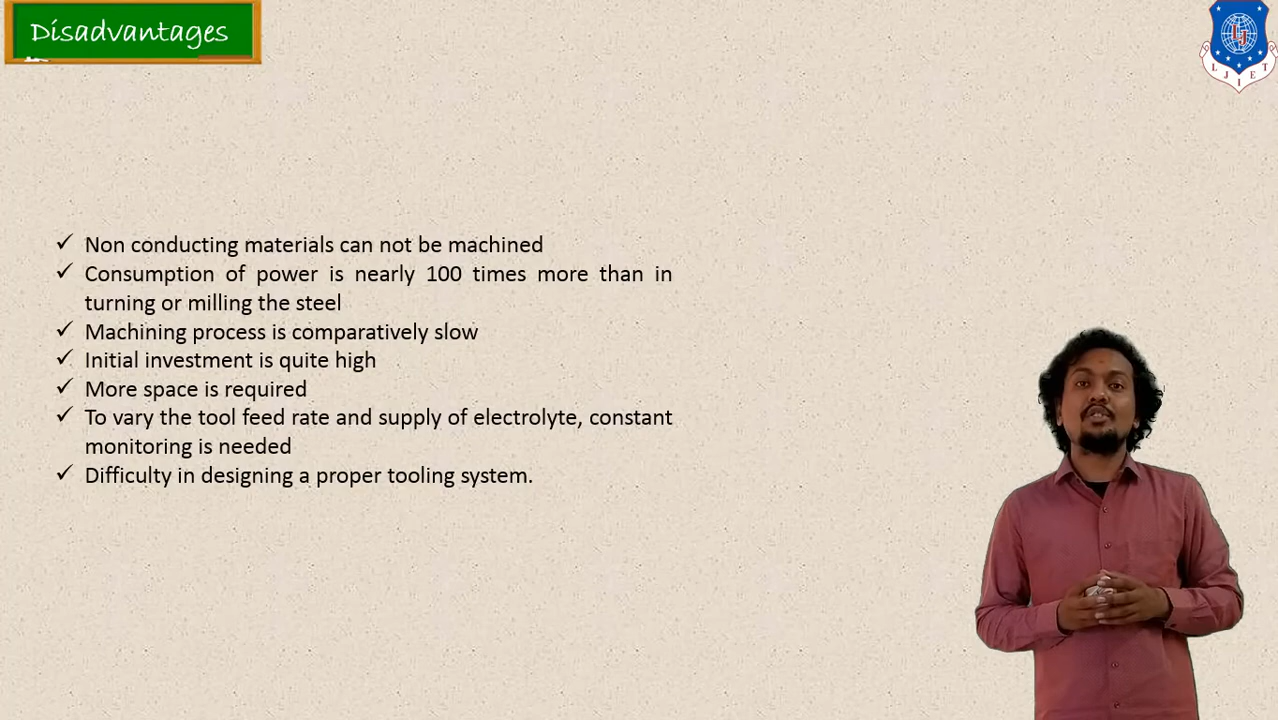 Disadvantages
LJ
L J I E T
✓ Non conducting materials can not be machined
✓ Consumption of power is nearly 100 times more than in
turning or milling the steel
✓ Machining process is comparatively slow
✓ Initial investment is quite high
✓ More space is required
✓ To vary the tool feed rate and supply of electrolyte, constant
monitoring is needed
✓ Difficulty in designing a proper tooling system.